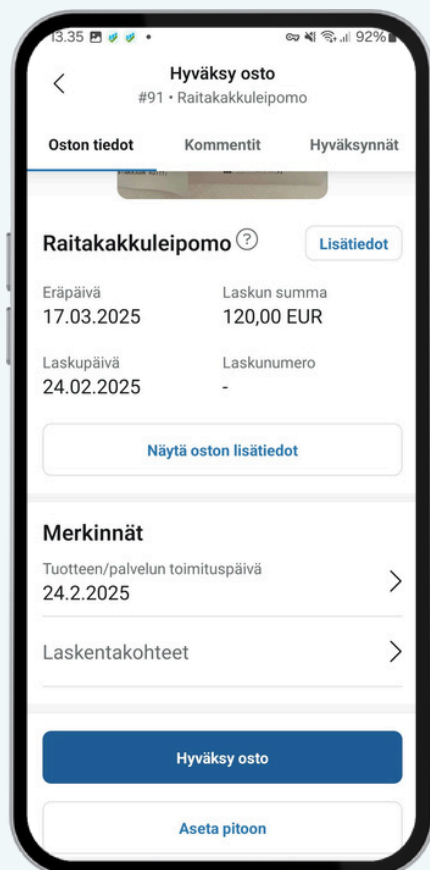 13.35 92%
Hyväksy osto
#91 • Raitakakkuleipomo
Oston tiedot Kommentit Hyväksynnät
Raitakakkuleipomo ? Lisätiedot
Eräpäivä Laskun summa
17.03.2025 120,00 EUR
Laskupäivä Laskunumero
24.02.2025 -
Näytä oston lisätiedot
Merkinnät
Tuotteen/palvelun toimituspäivä
24.2.2025
Laskentakohteet
Hyväksy osto
Aseta pitoon